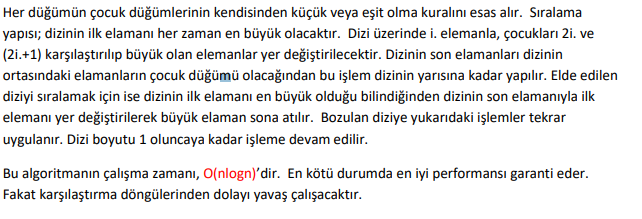 Her düğümün çocuk düğümlerinin kendisinden küçük veya eşit olma kuralını esas alır.  Sıralama
yapısı; dizinin ilk elamanı her zaman en büyük olacaktır.  Dizi üzerinde i. elemanla, çocukları 2i. ve
(2i.+1) karşılaştırılıp büyük olan elemanlar yer değiştirilecektir. Dizinin son elamanları dizinin
ortasındaki elamanların çocuk düğümü olacağından bu işlem dizinin yarısına kadar yapılır. Elde edilen
diziyi sıralamak için ise dizinin ilk elamanı en büyük olduğu bilindiğinden dizinin son elamanıyla ilk
elemanı yer değiştirilerek büyük elaman sona atılır.  Bozulan diziye yukarıdaki işlemler tekrar
uygulanır. Dizi boyutu 1 oluncaya kadar işleme devam edilir.
Bu algoritmanın çalışma zamanı, O(nlogn)’dir.  En kötü durumda en iyi performansı garanti eder.
Fakat karşılaştırma döngülerinden dolayı yavaş çalışacaktır.